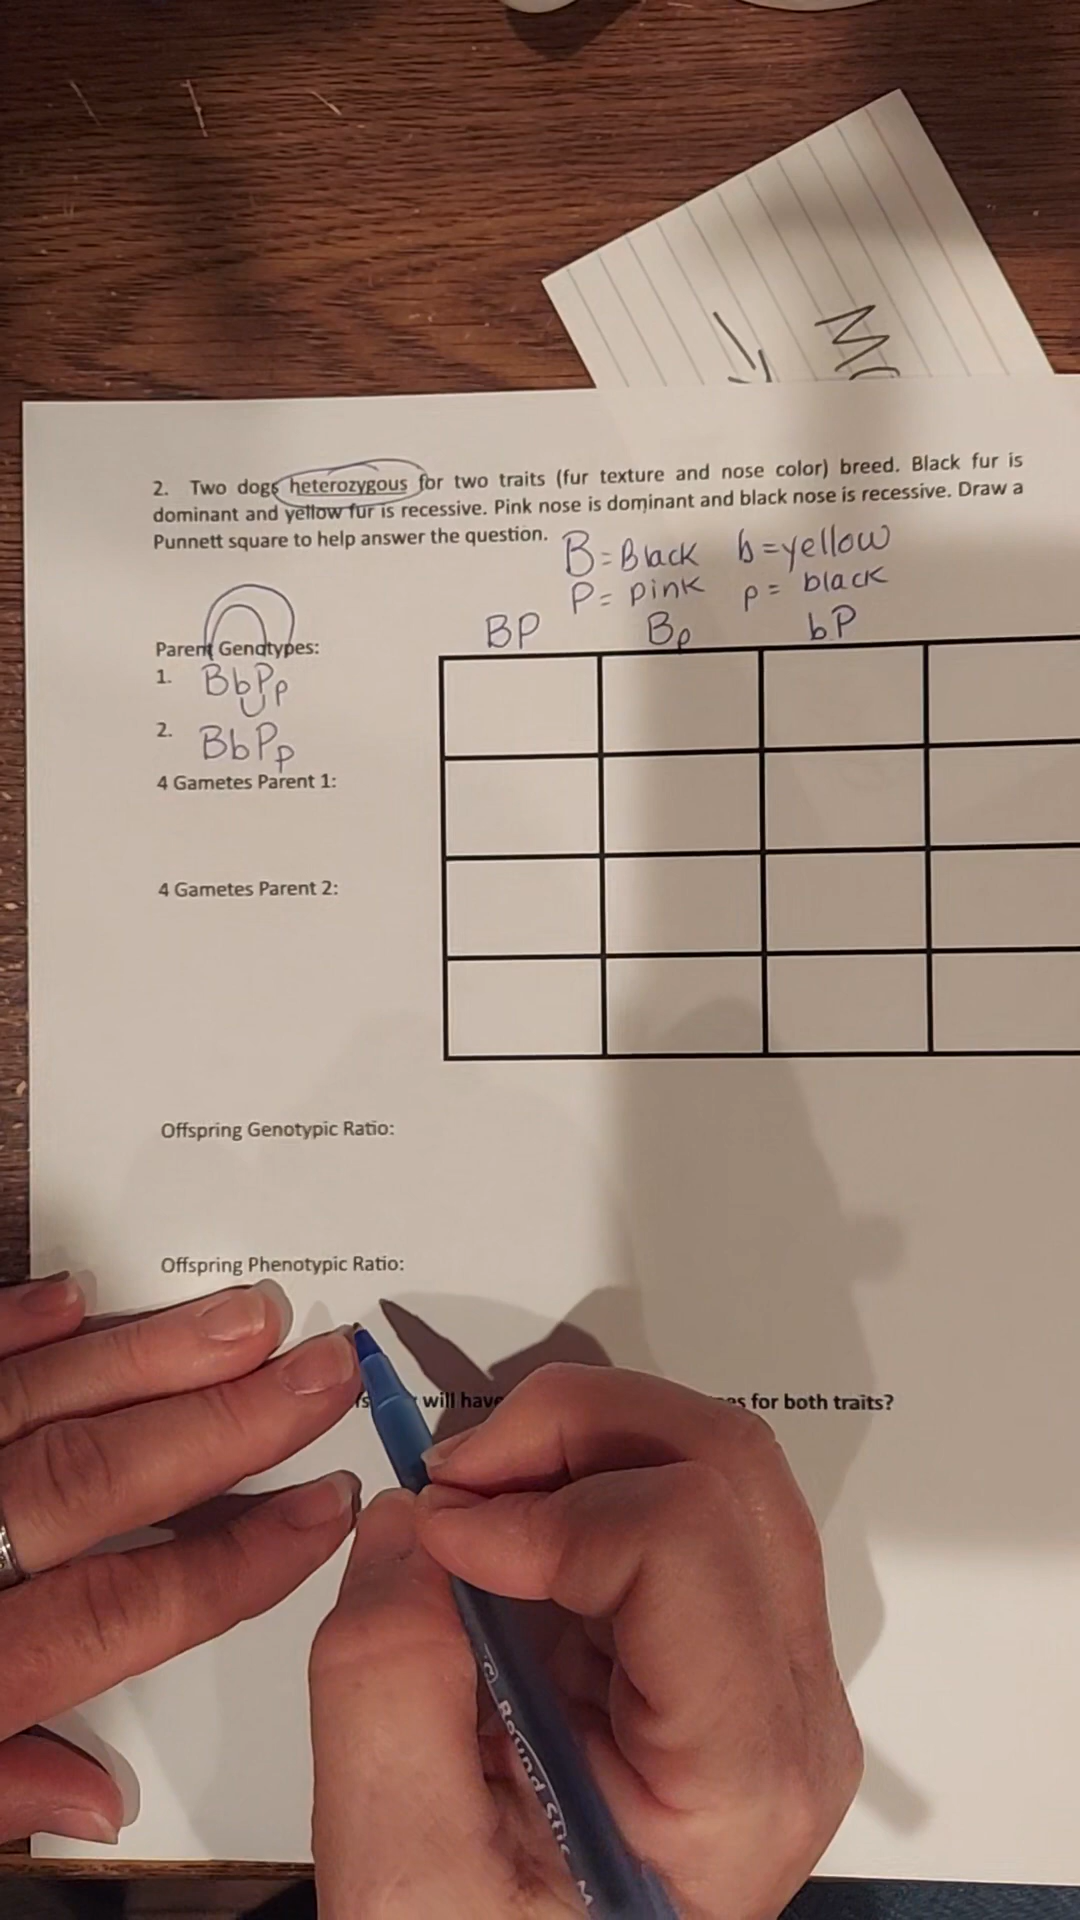 2. Two dogs heterozygous for two traits (fur texture and nose color) breed. Black fur is
dominant and yellow fur is recessive. Pink nose is dominant and black nose is recessive. Draw a
Punnett square to help answer the question.
B=Black b=yellow
P= pink p= black
BP Bp bP
Parent Genotypes:
1. BbPp
2. BbPp
4 Gametes Parent 1:
4 Gametes Parent 2:
Offspring Genotypic Ratio:
Offspring Phenotypic Ratio:
will have for both traits?
Round Stic M